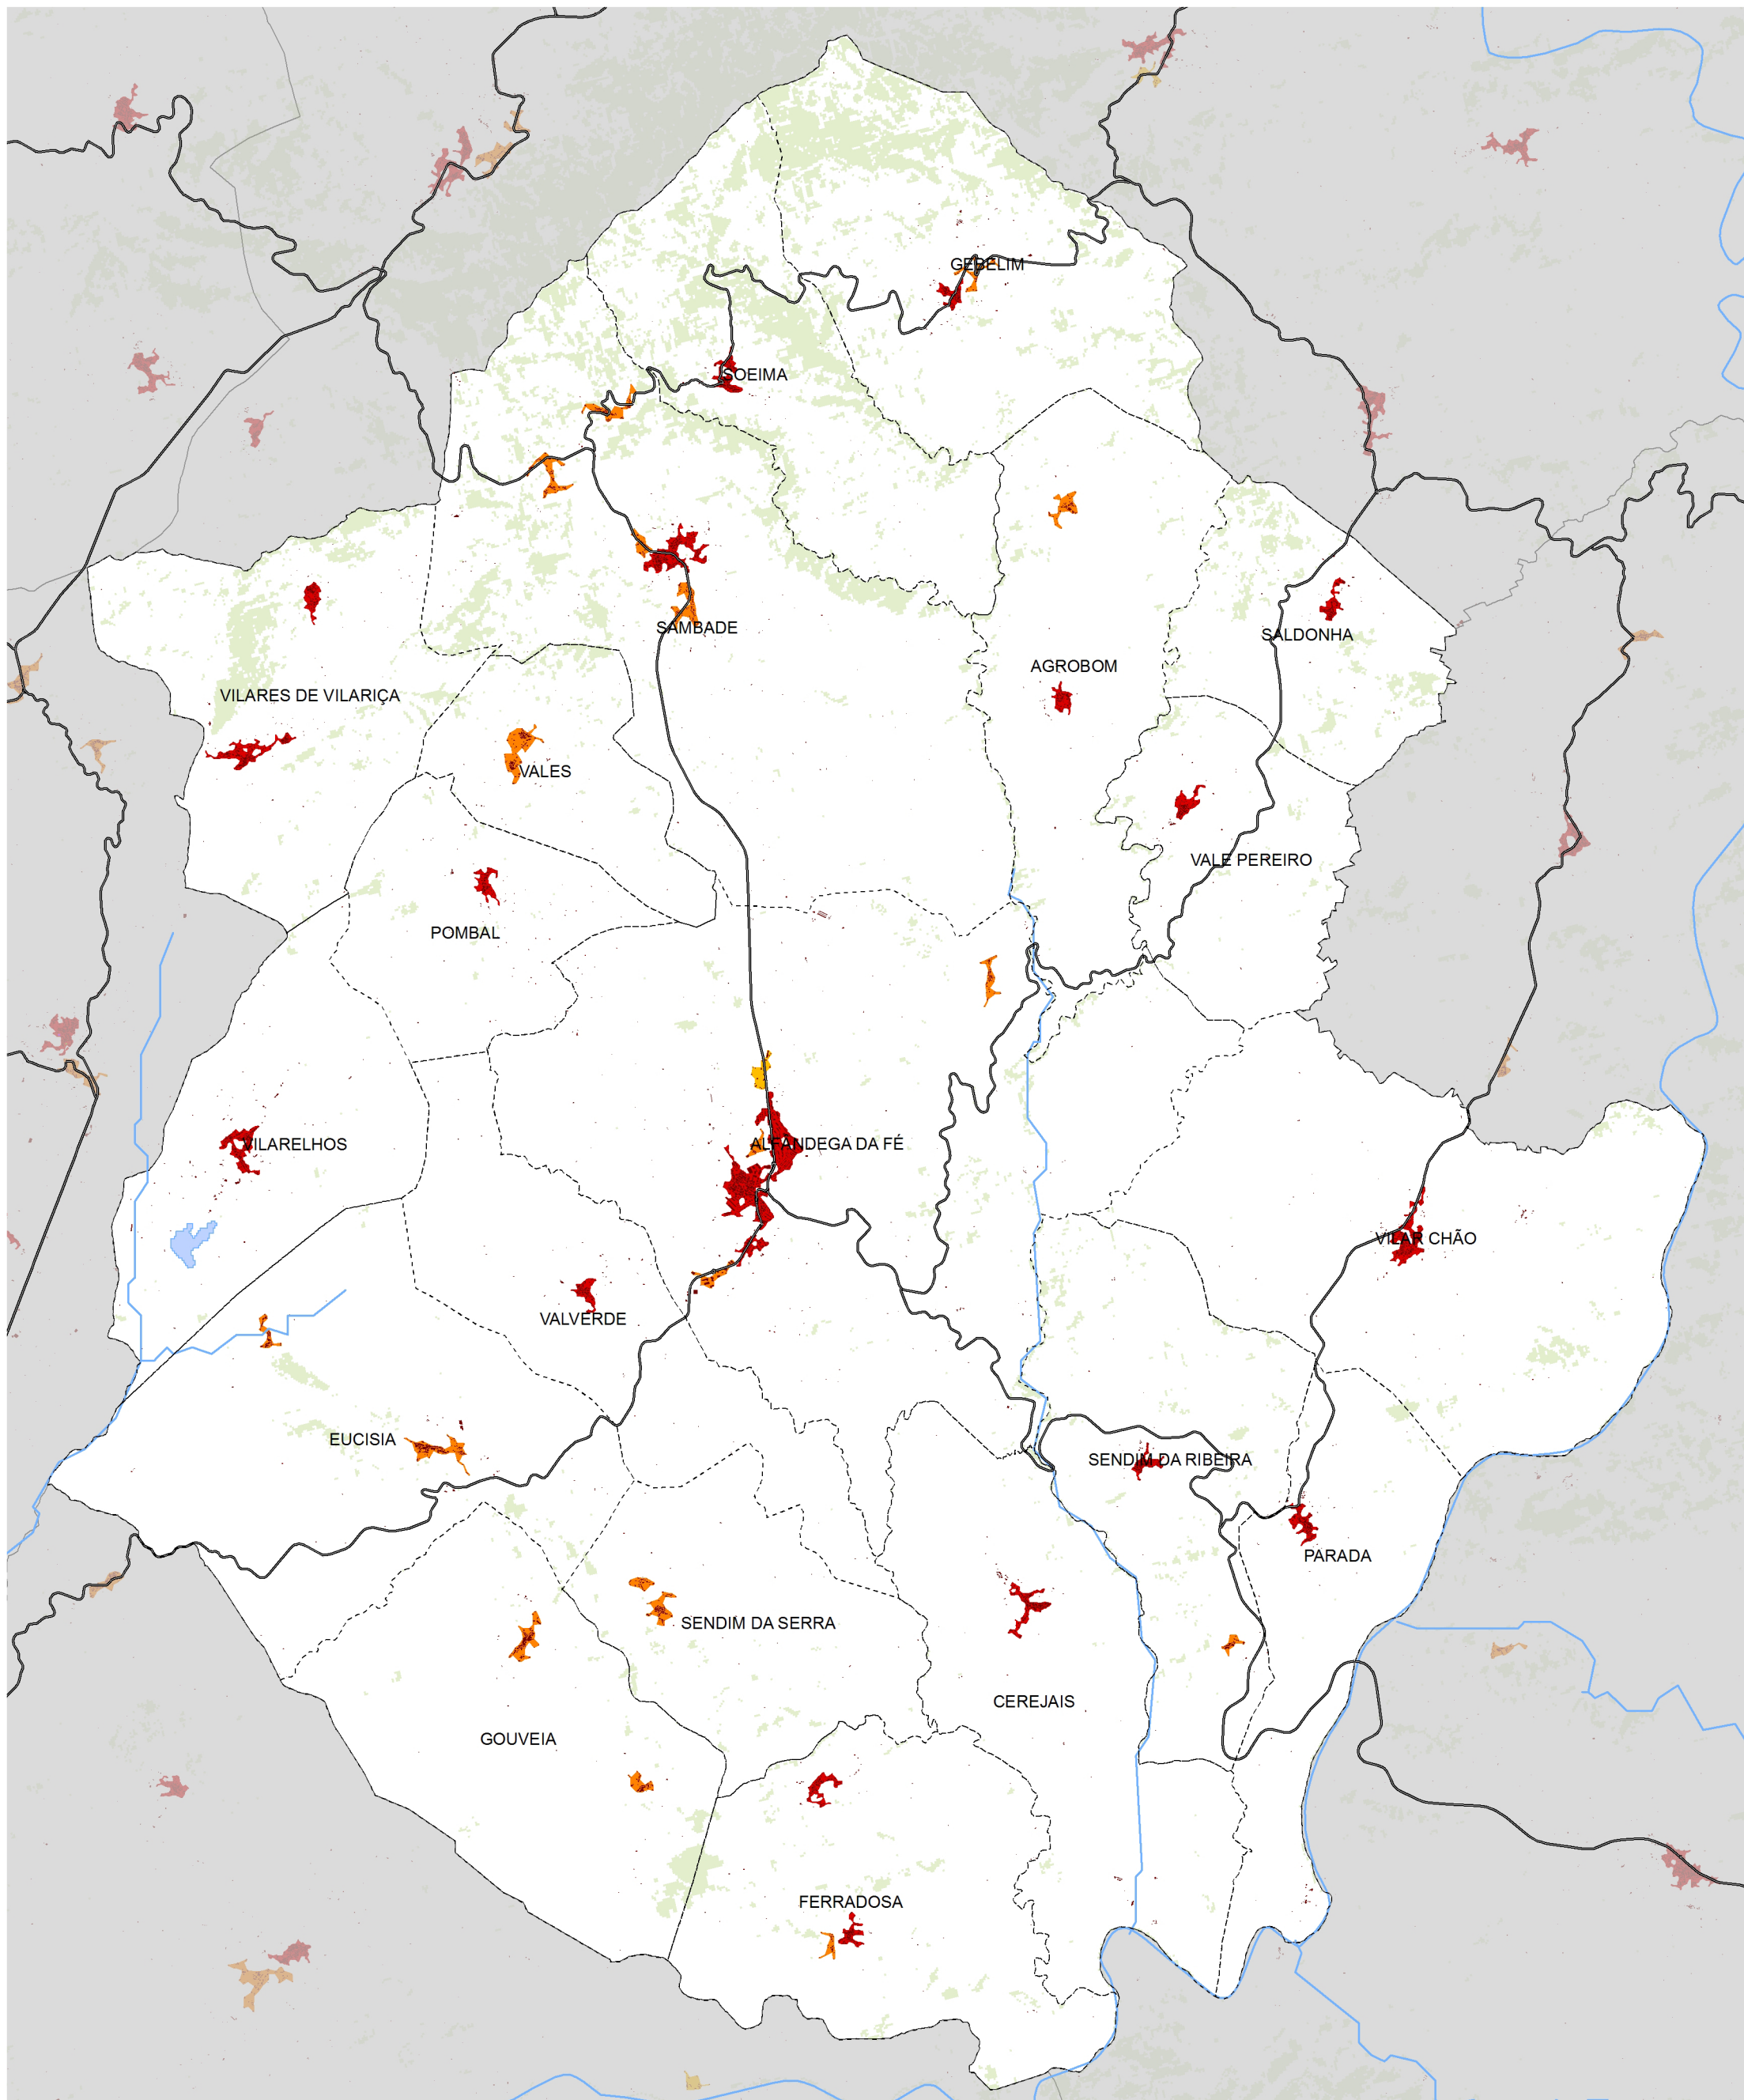 GEBELIM
SOEIMA
SAMBADE
SALDONHA
AGROBOM
VILARES DE VILARIÇA
VALES
VALE PEREIRO
POMBAL
ALFANDEGA DA FÉ
VILARELHOS
VILAR CHÃO
VALVERDE
EUCISIA
SENDIM DA RIBEIRA
PARADA
SENDIM DA SERRA
CEREJAIS
GOUVEIA
FERRADOSA